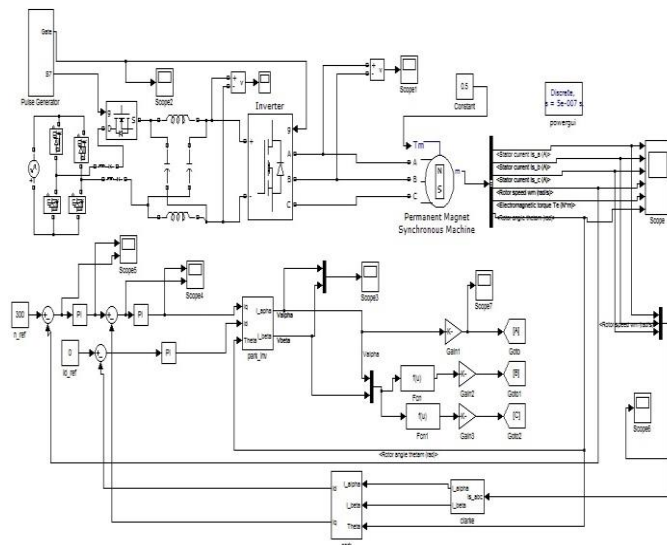 Gate
S7
Pulse Generator
Scope2
g
D
S
+
v
-
Inverter
g
+
-
A
B
C
+
v
-
Scope1
0.5
Constant
Discrete,
s = 5e-007 s.
powergui
Tm
A
B
C
m
N
S
Permanent Magnet
Synchronous Machine
<Stator current is_a (A)>
<Stator current is_b (A)>
<Stator current is_c (A)>
<Rotor speed wm (rad/s)>
<Electromagnetic torque Te (N*m)>
<Rotor angle thetam (rad)>
Scope
Scope5
Scope4
300
n_ref
PI
PI
0
id_ref
PI
Iq
Id
Theta
I_alpha
I_beta
park_inv
Valpha
Vbeta
Scope3
Valpha
Scope7
-K-
Gain1
[A]
Goto
f(u)
Fcn
-K-
Gain2
[B]
Goto1
f(u)
Fcn1
-K-
Gain3
[C]
Goto2
<Rotor speed wm (rad/s)>
Scope6
<Rotor angle thetam (rad)>
Id
Iq
I_alpha
I_beta
Theta
I_alpha
I_beta
is_abc
clarke